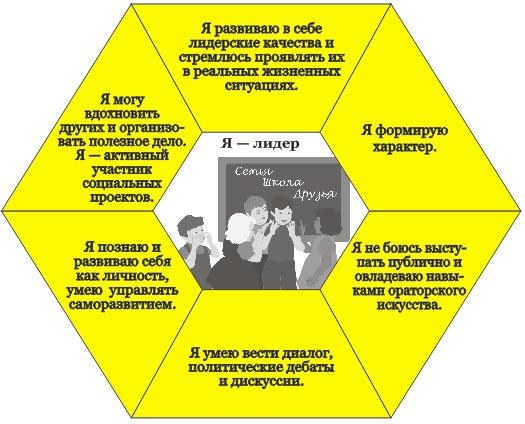 Я развиваю в себе
лидерские качества и
стремлюсь проявлять их
в реальных жизненных
ситуациях.
Я могу
вдохновить
других и организо-
вать полезное дело.
Я — активный
участник
социальных
проектов.
Я формирую
характер.
Я — лидер
Семья
Школа
Друзья
Я познаю и
развиваю себя
как личность,
умею управлять
саморазвитием.
Я не боюсь высту-
пать публично и
овладеваю навы-
ками ораторского
искусства.
Я умею вести диалог,
политические дебаты
и дискуссии.